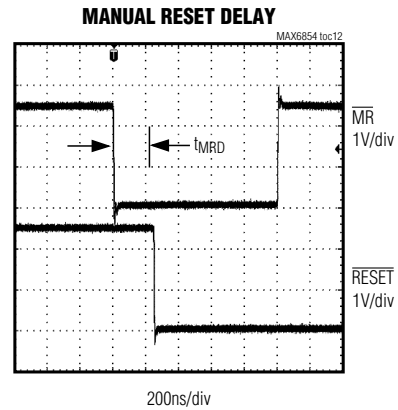 MANUAL RESET DELAY
MAX6854 toc12
T
MR
1V/div
tMRD
RESET
1V/div
200ns/div